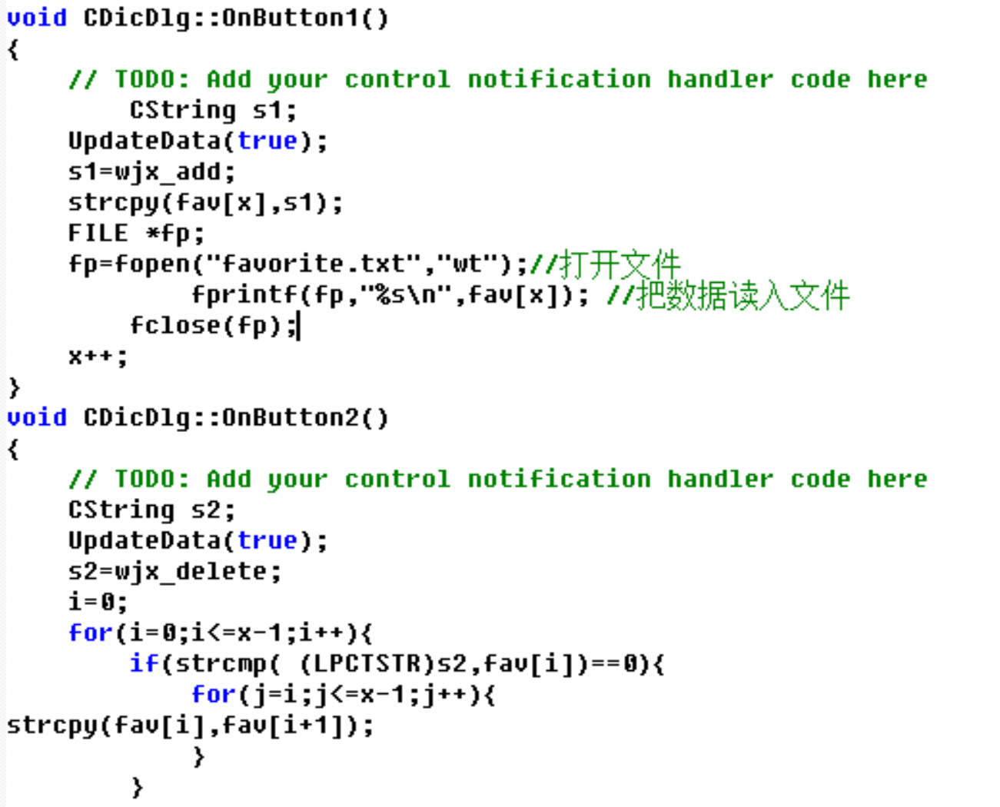 void CDicDlg::OnButton1()
{
// TODO: Add your control notification handler code here
CString s1;
UpdateData(true);
s1=wjx_add;
strcpy(fav[x],s1);
FILE *fp;
fp=fopen("favorite.txt","wt");//打开文件
fprintf(fp,"%s\n",fav[x]); //把数据读入文件
fclose(fp);
x++;
}
void CDicDlg::OnButton2()
{
// TODO: Add your control notification handler code here
CString s2;
UpdateData(true);
s2=wjx_delete;
i=0;
for(i=0;i<=x-1;i++){
if(strcmp( (LPCTSTR)s2,fav[i])==0){
for(j=i;j<=x-1;j++){
strcpy(fav[i],fav[i+1]);
}
}